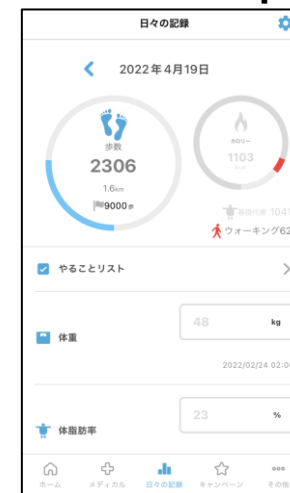 日々の記録
2022年4月19日
歩数
2306
1.6km
9000歩
カロリー
1103
kcal
基礎代謝 1041
ウォーキング62
やることリスト
体重
48
kg
2022/02/24 02:00
体脂肪率
23
%
ホーム
メディカル
日々の記録
キャンペーン
その他